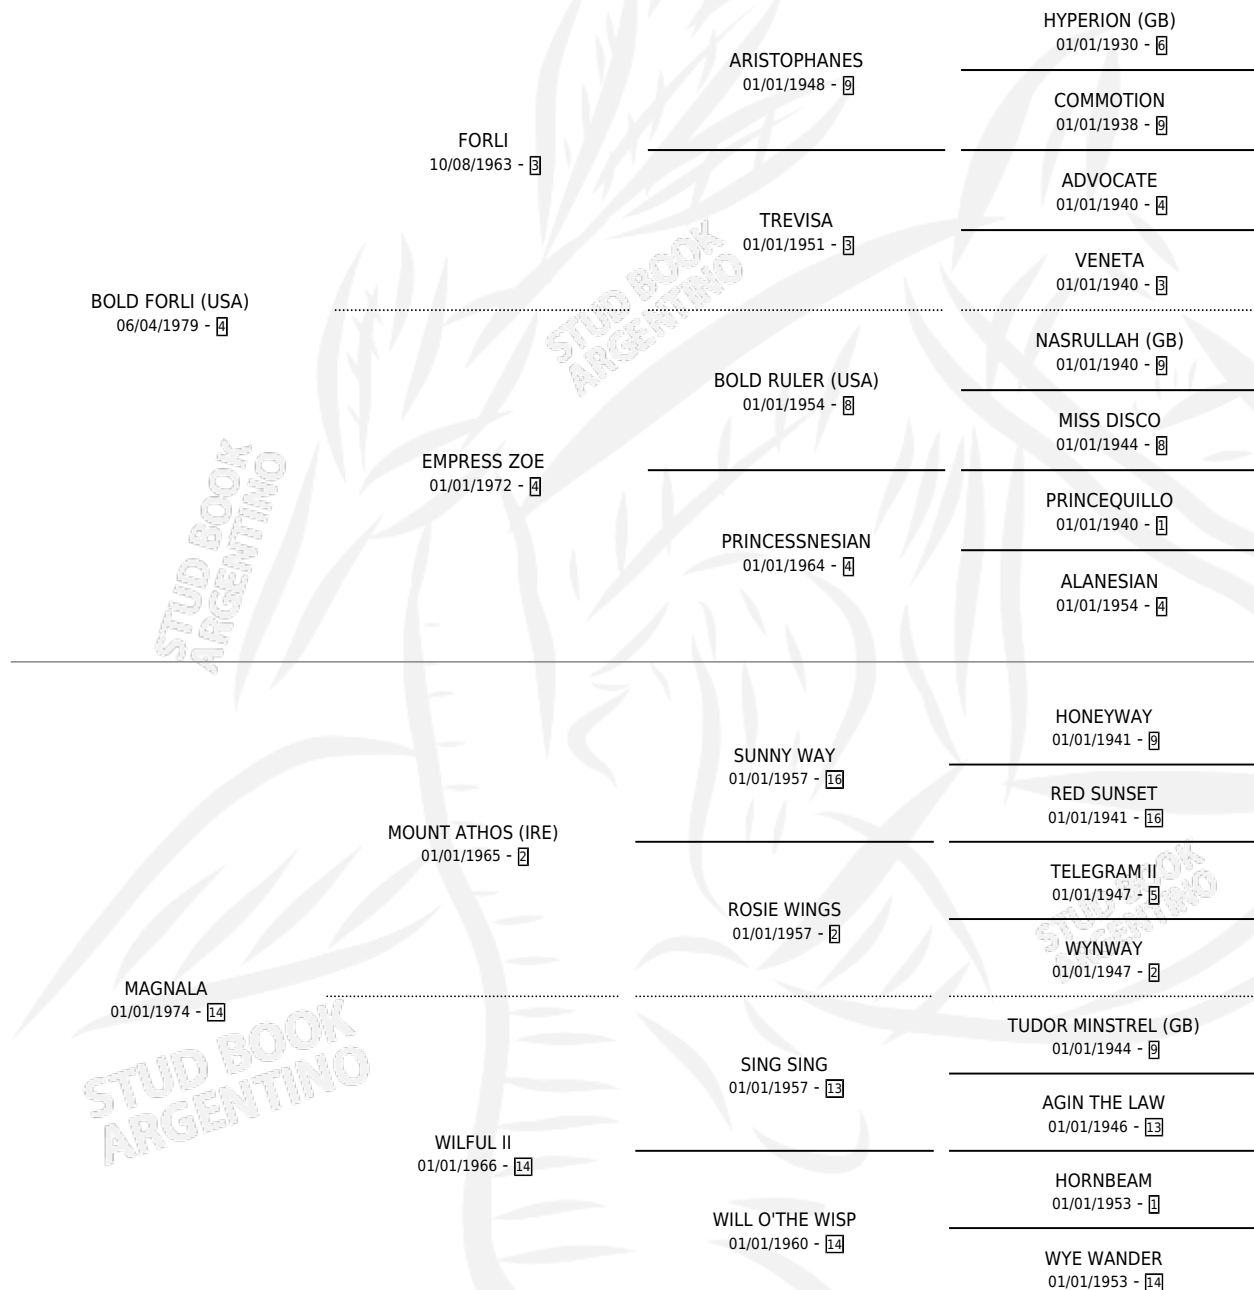 HYPERION (GB)
01/01/1930 - 6
ARISTOPHANES
01/01/1948 - 9
COMMOTION
01/01/1938 - 9
FORLI
10/08/1963 - 3
ADVOCATE
01/01/1940 - 4
TREVISA
01/01/1951 - 3
VENETA
01/01/1940 - 3
BOLD FORLI (USA)
06/04/1979 - 4
NASRULLAH (GB)
01/01/1940 - 9
BOLD RULER (USA)
01/01/1954 - 8
MISS DISCO
01/01/1944 - 8
EMPRESS ZOE
01/01/1972 - 4
PRINCEQUILLO
01/01/1940 - 1
PRINCESSNESIAN
01/01/1964 - 4
ALANESIAN
01/01/1954 - 4
HONEYWAY
01/01/1941 - 9
SUNNY WAY
01/01/1957 - 16
RED SUNSET
01/01/1941 - 16
MOUNT ATHOS (IRE)
01/01/1965 - 2
TELEGRAM II
01/01/1947 - 5
ROSIE WINGS
01/01/1957 - 2
WYNWAY
01/01/1947 - 2
MAGNALA
01/01/1974 - 14
TUDOR MINSTREL (GB)
01/01/1944 - 9
SING SING
01/01/1957 - 13
AGIN THE LAW
01/01/1946 - 13
WILFUL II
01/01/1966 - 14
HORNBEAM
01/01/1953 - 1
WILL O'THE WISP
01/01/1960 - 14
WYE WANDER
01/01/1953 - 14
STUD BOOK
ARGENTINO
STUD BOOK
ARGENTINO
STUD BOOK
ARGENTINO
STUD BOOK
ARGENTINO